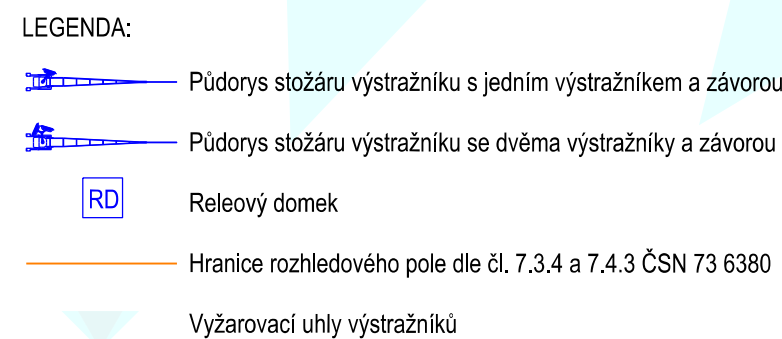 LEGENDA:
Půdorys stožáru výstražníku s jedním výstražníkem a závorou
Půdorys stožáru výstražníku se dvěma výstražníky a závorou
RD Releový domek
Hranice rozhledového pole dle čl. 7.3.4 a 7.4.3 ČSN 73 6380
Vyžarovací uhly výstražníků